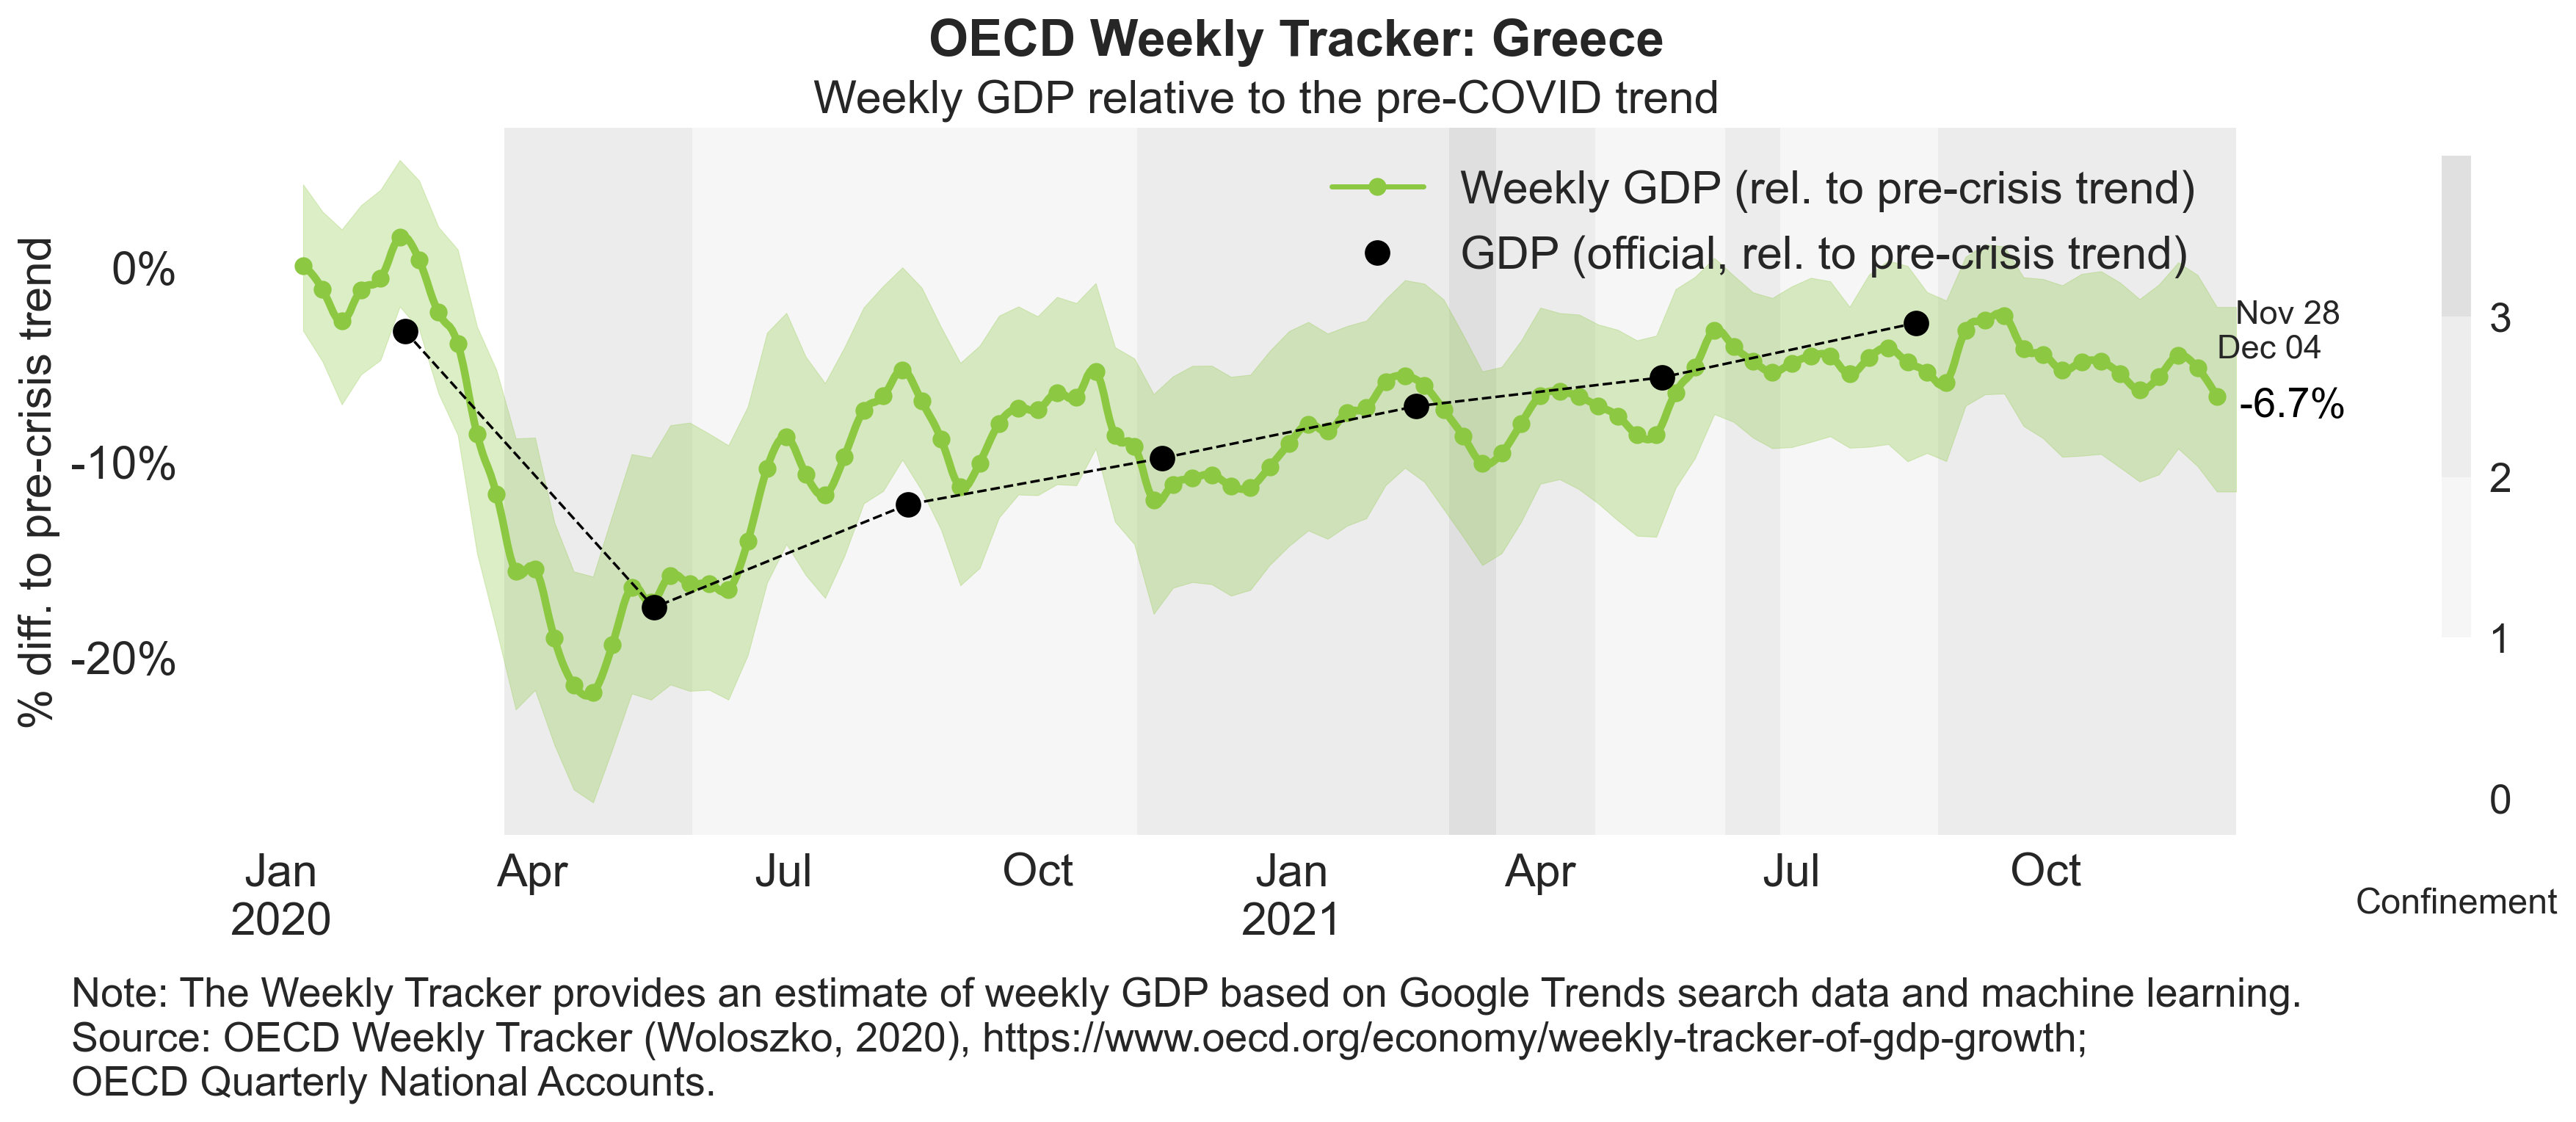 OECD Weekly Tracker: Greece
Weekly GDP relative to the pre-COVID trend
% diff. to pre-crisis trend
0%
-10%
-20%
Weekly GDP (rel. to pre-crisis trend)
GDP (official, rel. to pre-crisis trend)
Nov 28
Dec 04
-6.7%
3
2
1
0
Confinement
Jan
2020
Apr
Jul
Oct
Jan
2021
Apr
Jul
Oct
Note: The Weekly Tracker provides an estimate of weekly GDP based on Google Trends search data and machine learning.
Source: OECD Weekly Tracker (Woloszko, 2020), https://www.oecd.org/economy/weekly-tracker-of-gdp-growth;
OECD Quarterly National Accounts.